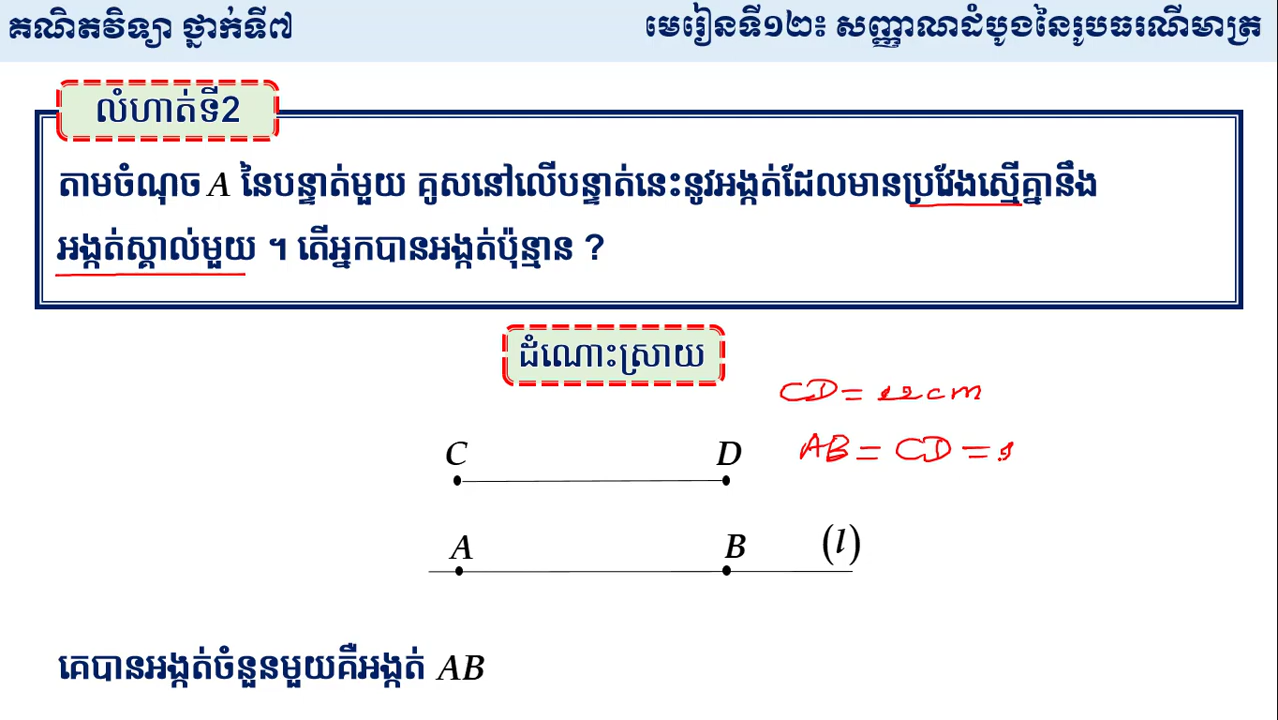 គណិតវិទ្យា ថ្នាក់ទី៧
មេរៀនទី១២៖ សញ្ញាណដំបូងនៃរូបធរណីមាត្រ
លំហាត់ទី2
តាមចំណុច A នៃបន្ទាត់មួយ គូសនៅលើបន្ទាត់នេះនូវអង្កត់ដែលមានប្រវែងស្មើគ្នានឹង
អង្កត់ស្គាល់មួយ ។ តើអ្នកបានអង្កត់ប៉ុន្មាន ?
ដំណោះស្រាយ
CD = 12 cm
AB = CD = 1
C D
A B (l)
គេបានអង្កត់ចំនួនមួយគឺអង្កត់ AB